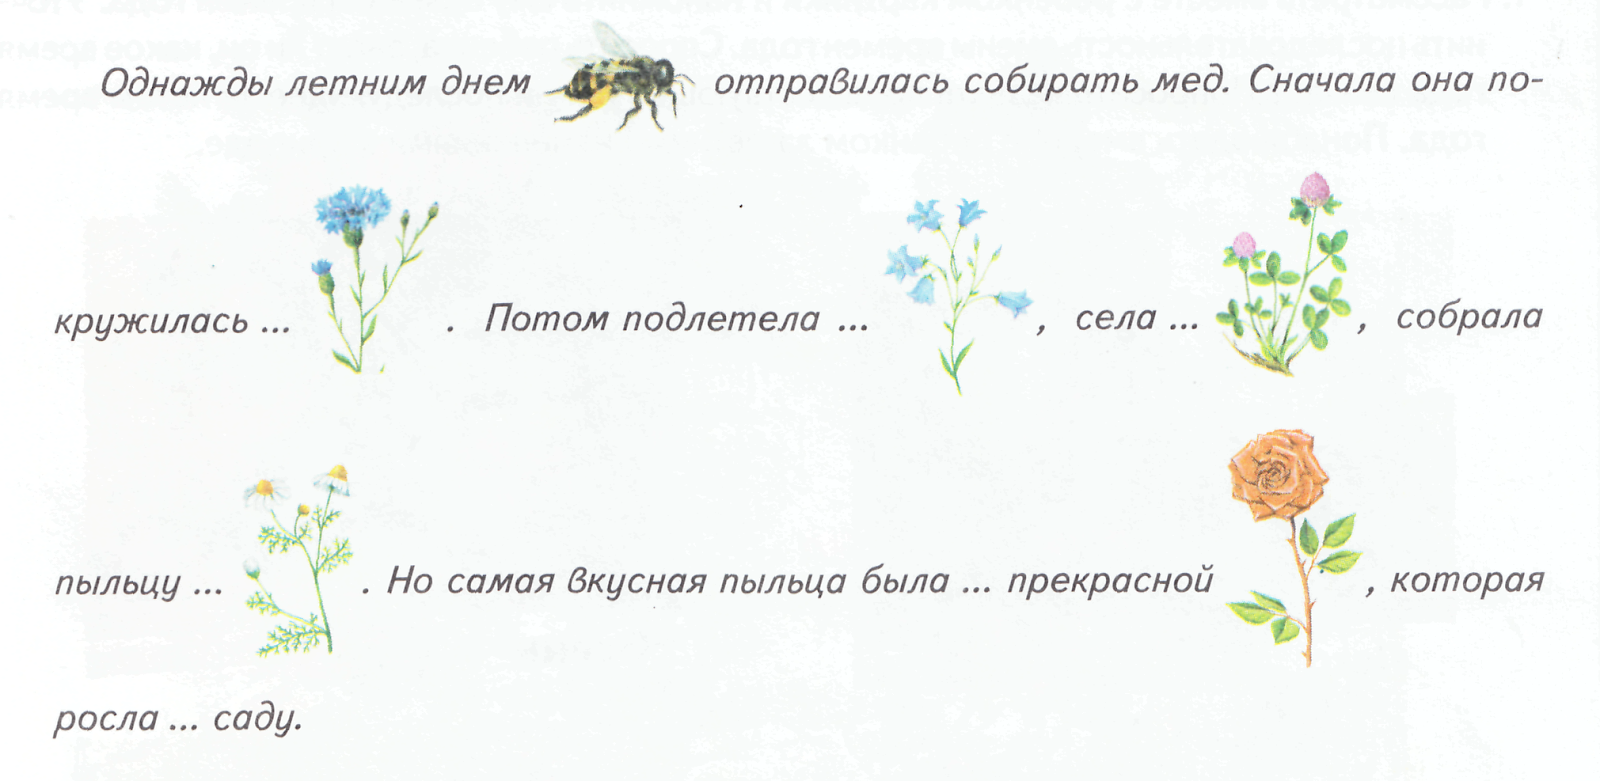 Однажды летним днем отправилась собирать мед. Сначала она по-
кружилась ... . Потом подлетела ... , села ... , собрала
пыльцу ... . Но самая вкусная пыльца была ... прекрасной , которая
росла ... саду.